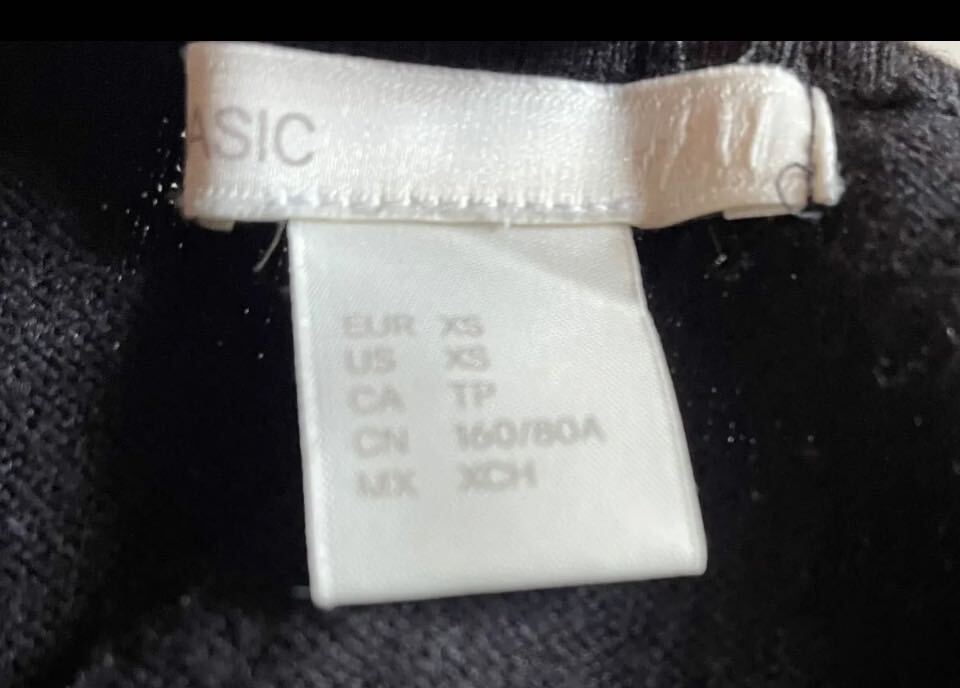 ASIC
EUR XS
US XS
CA TP
CN 160/80A
MX XCH